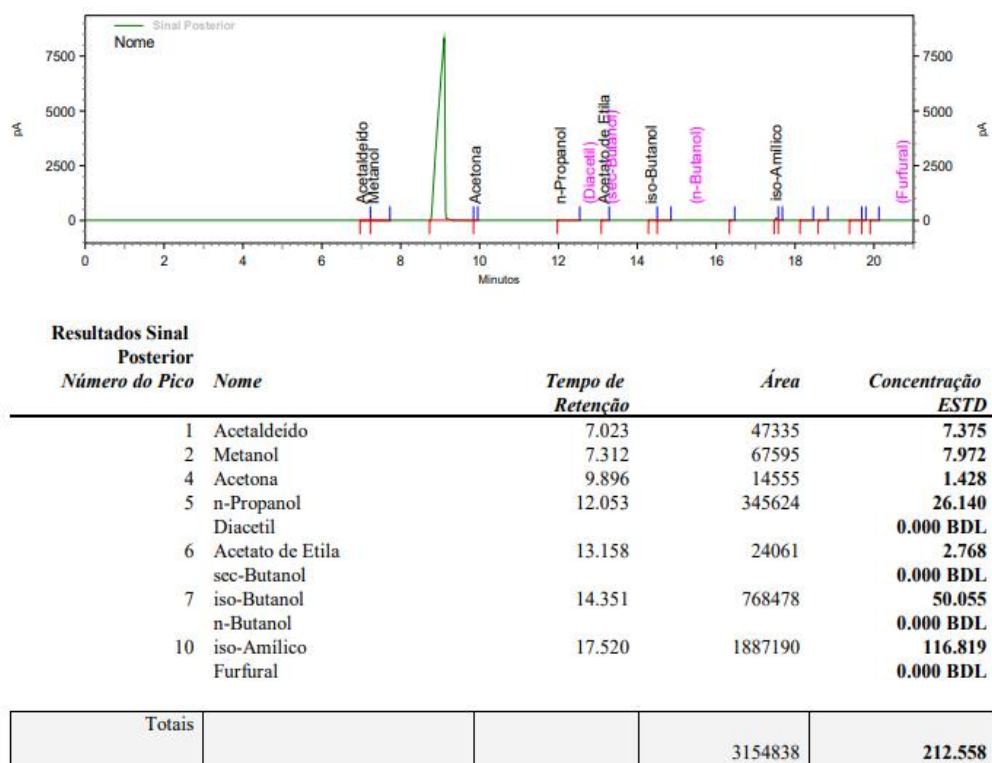 Sinal Posterior
Nome
7500
5000
2500
0
pA
7500
5000
2500
0
pA
Acetaldeído
Metanol
Acetona
n-Propanol
(Diacetil)
Acetato de Etila
(sec-Butanol)
iso-Butanol
(n-Butanol)
iso-Amílico
(Furfural)
0 2 4 6 8 10 12 14 16 18 20
Minutos
Resultados Sinal
Posterior
Número do Pico Nome Tempo de Retenção Área Concentração ESTD
1 Acetaldeído 7.023 47335 7.375
2 Metanol 7.312 67595 7.972
4 Acetona 9.896 14555 1.428
5 n-Propanol 12.053 345624 26.140
Diacetil 0.000 BDL
6 Acetato de Etila 13.158 24061 2.768
sec-Butanol 0.000 BDL
7 iso-Butanol 14.351 768478 50.055
n-Butanol 0.000 BDL
10 iso-Amílico 17.520 1887190 116.819
Furfural 0.000 BDL
Totais
3154838 212.558